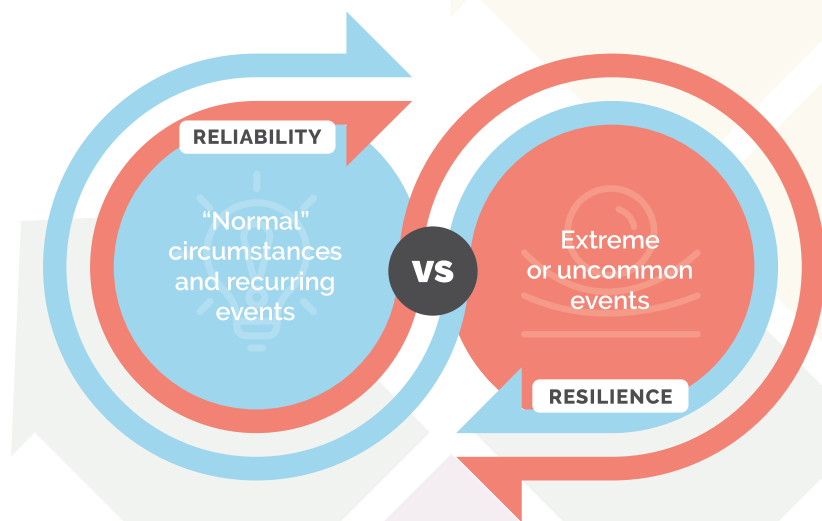 RELIABILITY
“Normal”
circumstances
and recurring
events
VS
Extreme
or uncommon
events
RESILIENCE